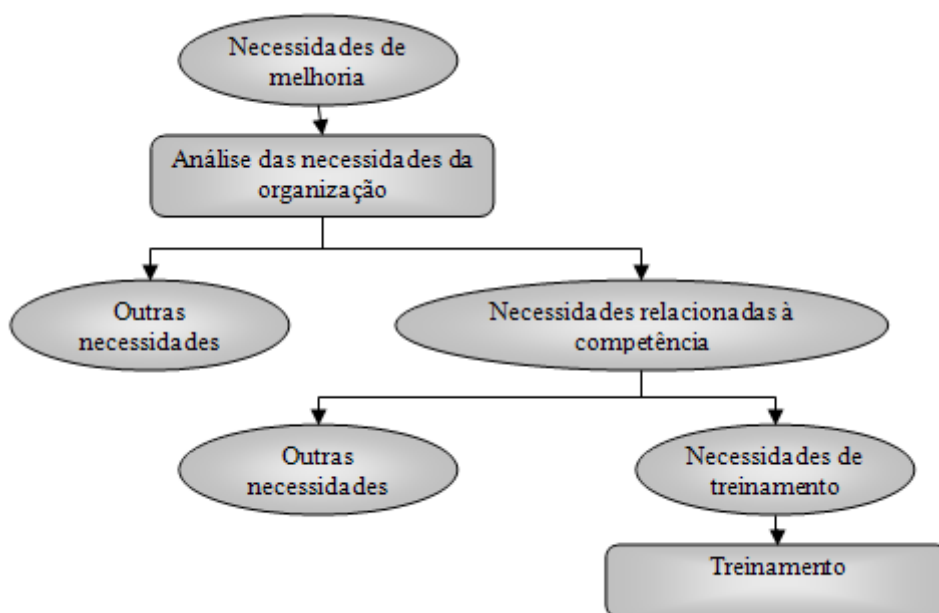 Necessidades de
melhoria
Análise das necessidades da
organização
Outras
necessidades
Necessidades relacionadas à
competência
Outras
necessidades
Necessidades de
treinamento
Treinamento